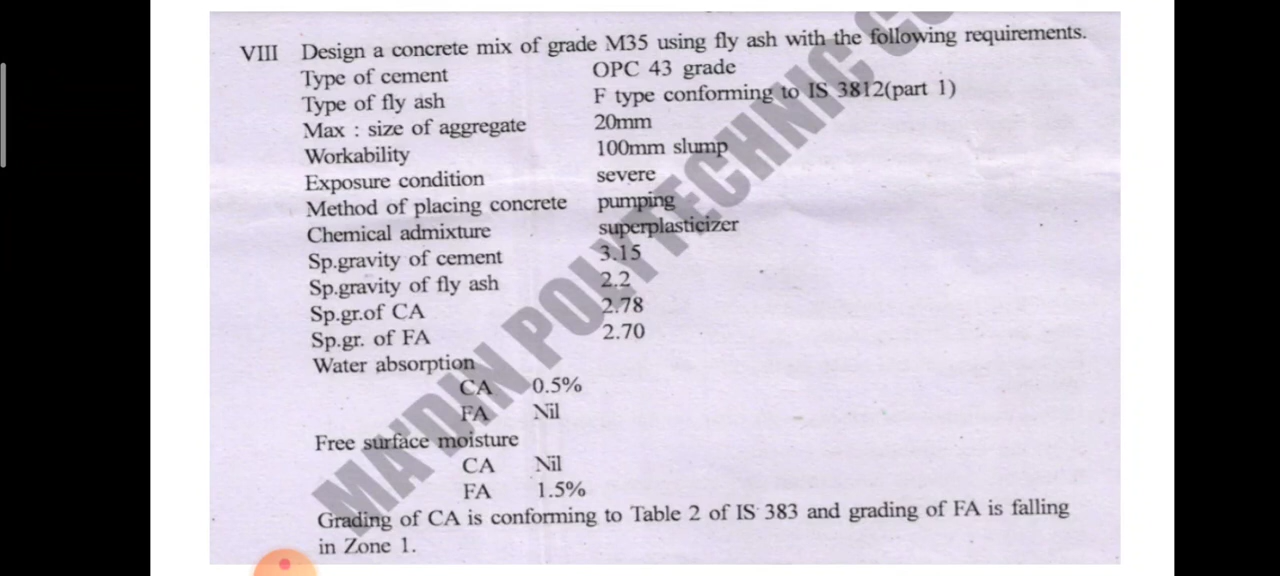 VIII Design a concrete mix of grade M35 using fly ash with the following requirements.
Type of cement OPC 43 grade
Type of fly ash F type conforming to IS 3812(part 1)
Max : size of aggregate 20mm
Workability 100mm slump
Exposure condition severe
Method of placing concrete pumping
Chemical admixture superplasticizer
Sp.gravity of cement 3.15
Sp.gravity of fly ash 2.2
Sp.gr.of CA 2.78
Sp.gr. of FA 2.70
Water absorption
CA 0.5%
FA Nil
Free surface moisture
CA Nil
FA 1.5%
Grading of CA is conforming to Table 2 of IS 383 and grading of FA is falling
in Zone 1.
MA'DIN POLYTECHNIC